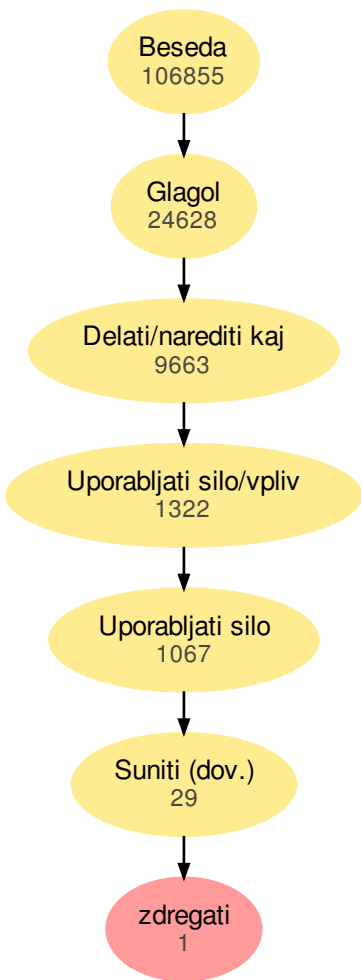 Beseda
106855
Glagol
24628
Delati/narediti kaj
9663
Uporabljati silo/vpliv
1322
Uporabljati silo
1067
Suniti (dov.)
29
zdregati
1